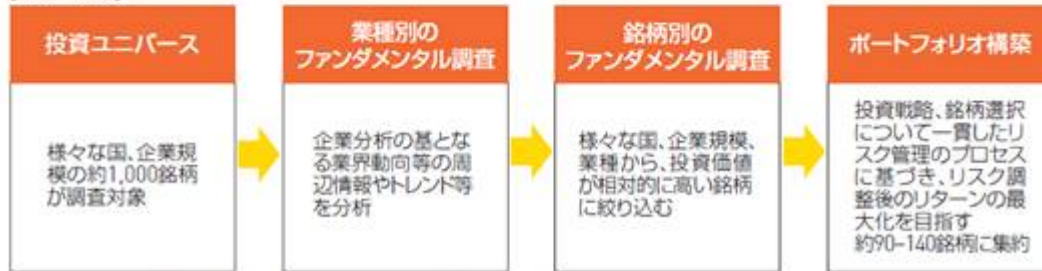 投資ユニバース
様々な国、企業規
模の約1,000銘柄
が調査対象
業種別の
ファンダメンタル調査
企業分析の基とな
る業界動向等の周
辺情報やトレンド等
を分析
銘柄別の
ファンダメンタル調査
様々な国、企業規模、
業種から、投資価値
が相対的に高い銘柄
に絞り込む
ポートフォリオ構築
投資戦略、銘柄選択
について一貫したリ
スク管理のプロセス
に基づき、リスク調
整後のリターンの最
大化を目指す
約90-140銘柄に集約